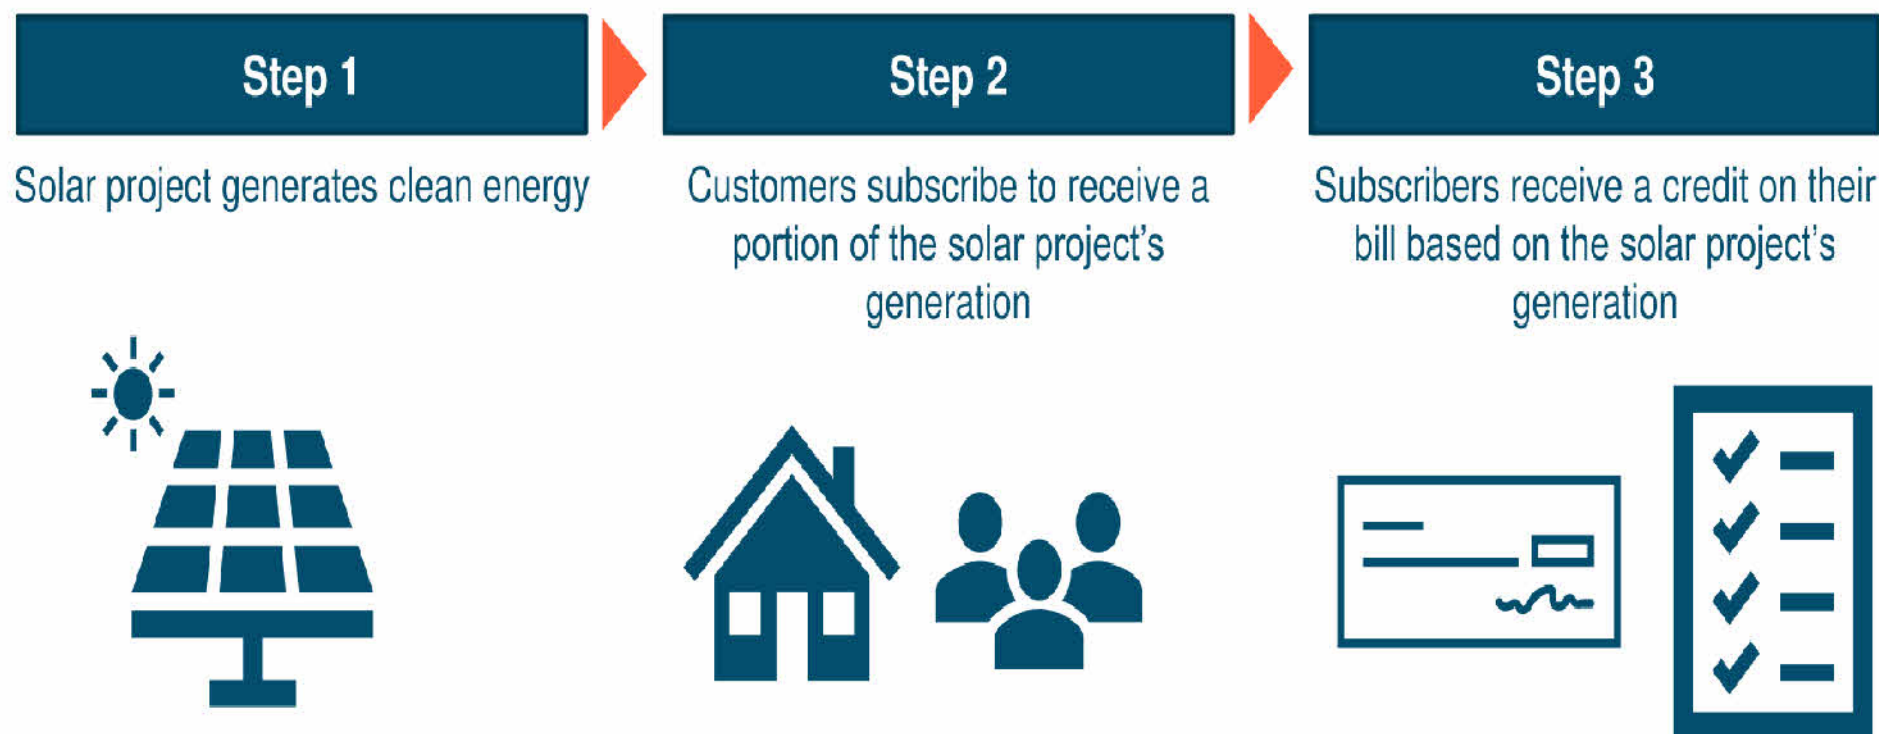 Step 1
Solar project generates clean energy
Step 2
Customers subscribe to receive a
portion of the solar project's
generation
Step 3
Subscribers receive a credit on their
bill based on the solar project's
generation